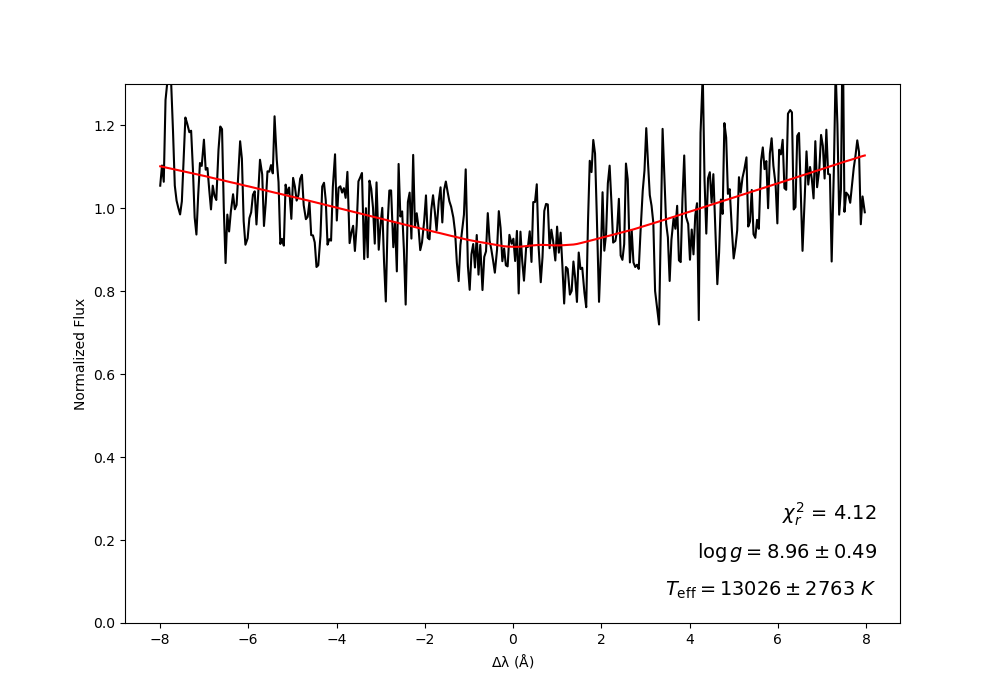 1.2
1.0
0.8
0.6
0.4
0.2
0.0
Normalized Flux
χ²ᵣ = 4.12
log g = 8.96 ± 0.49
T_eff = 13026 ± 2763 K
−8 −6 −4 −2 0 2 4 6 8
Δλ (Å)